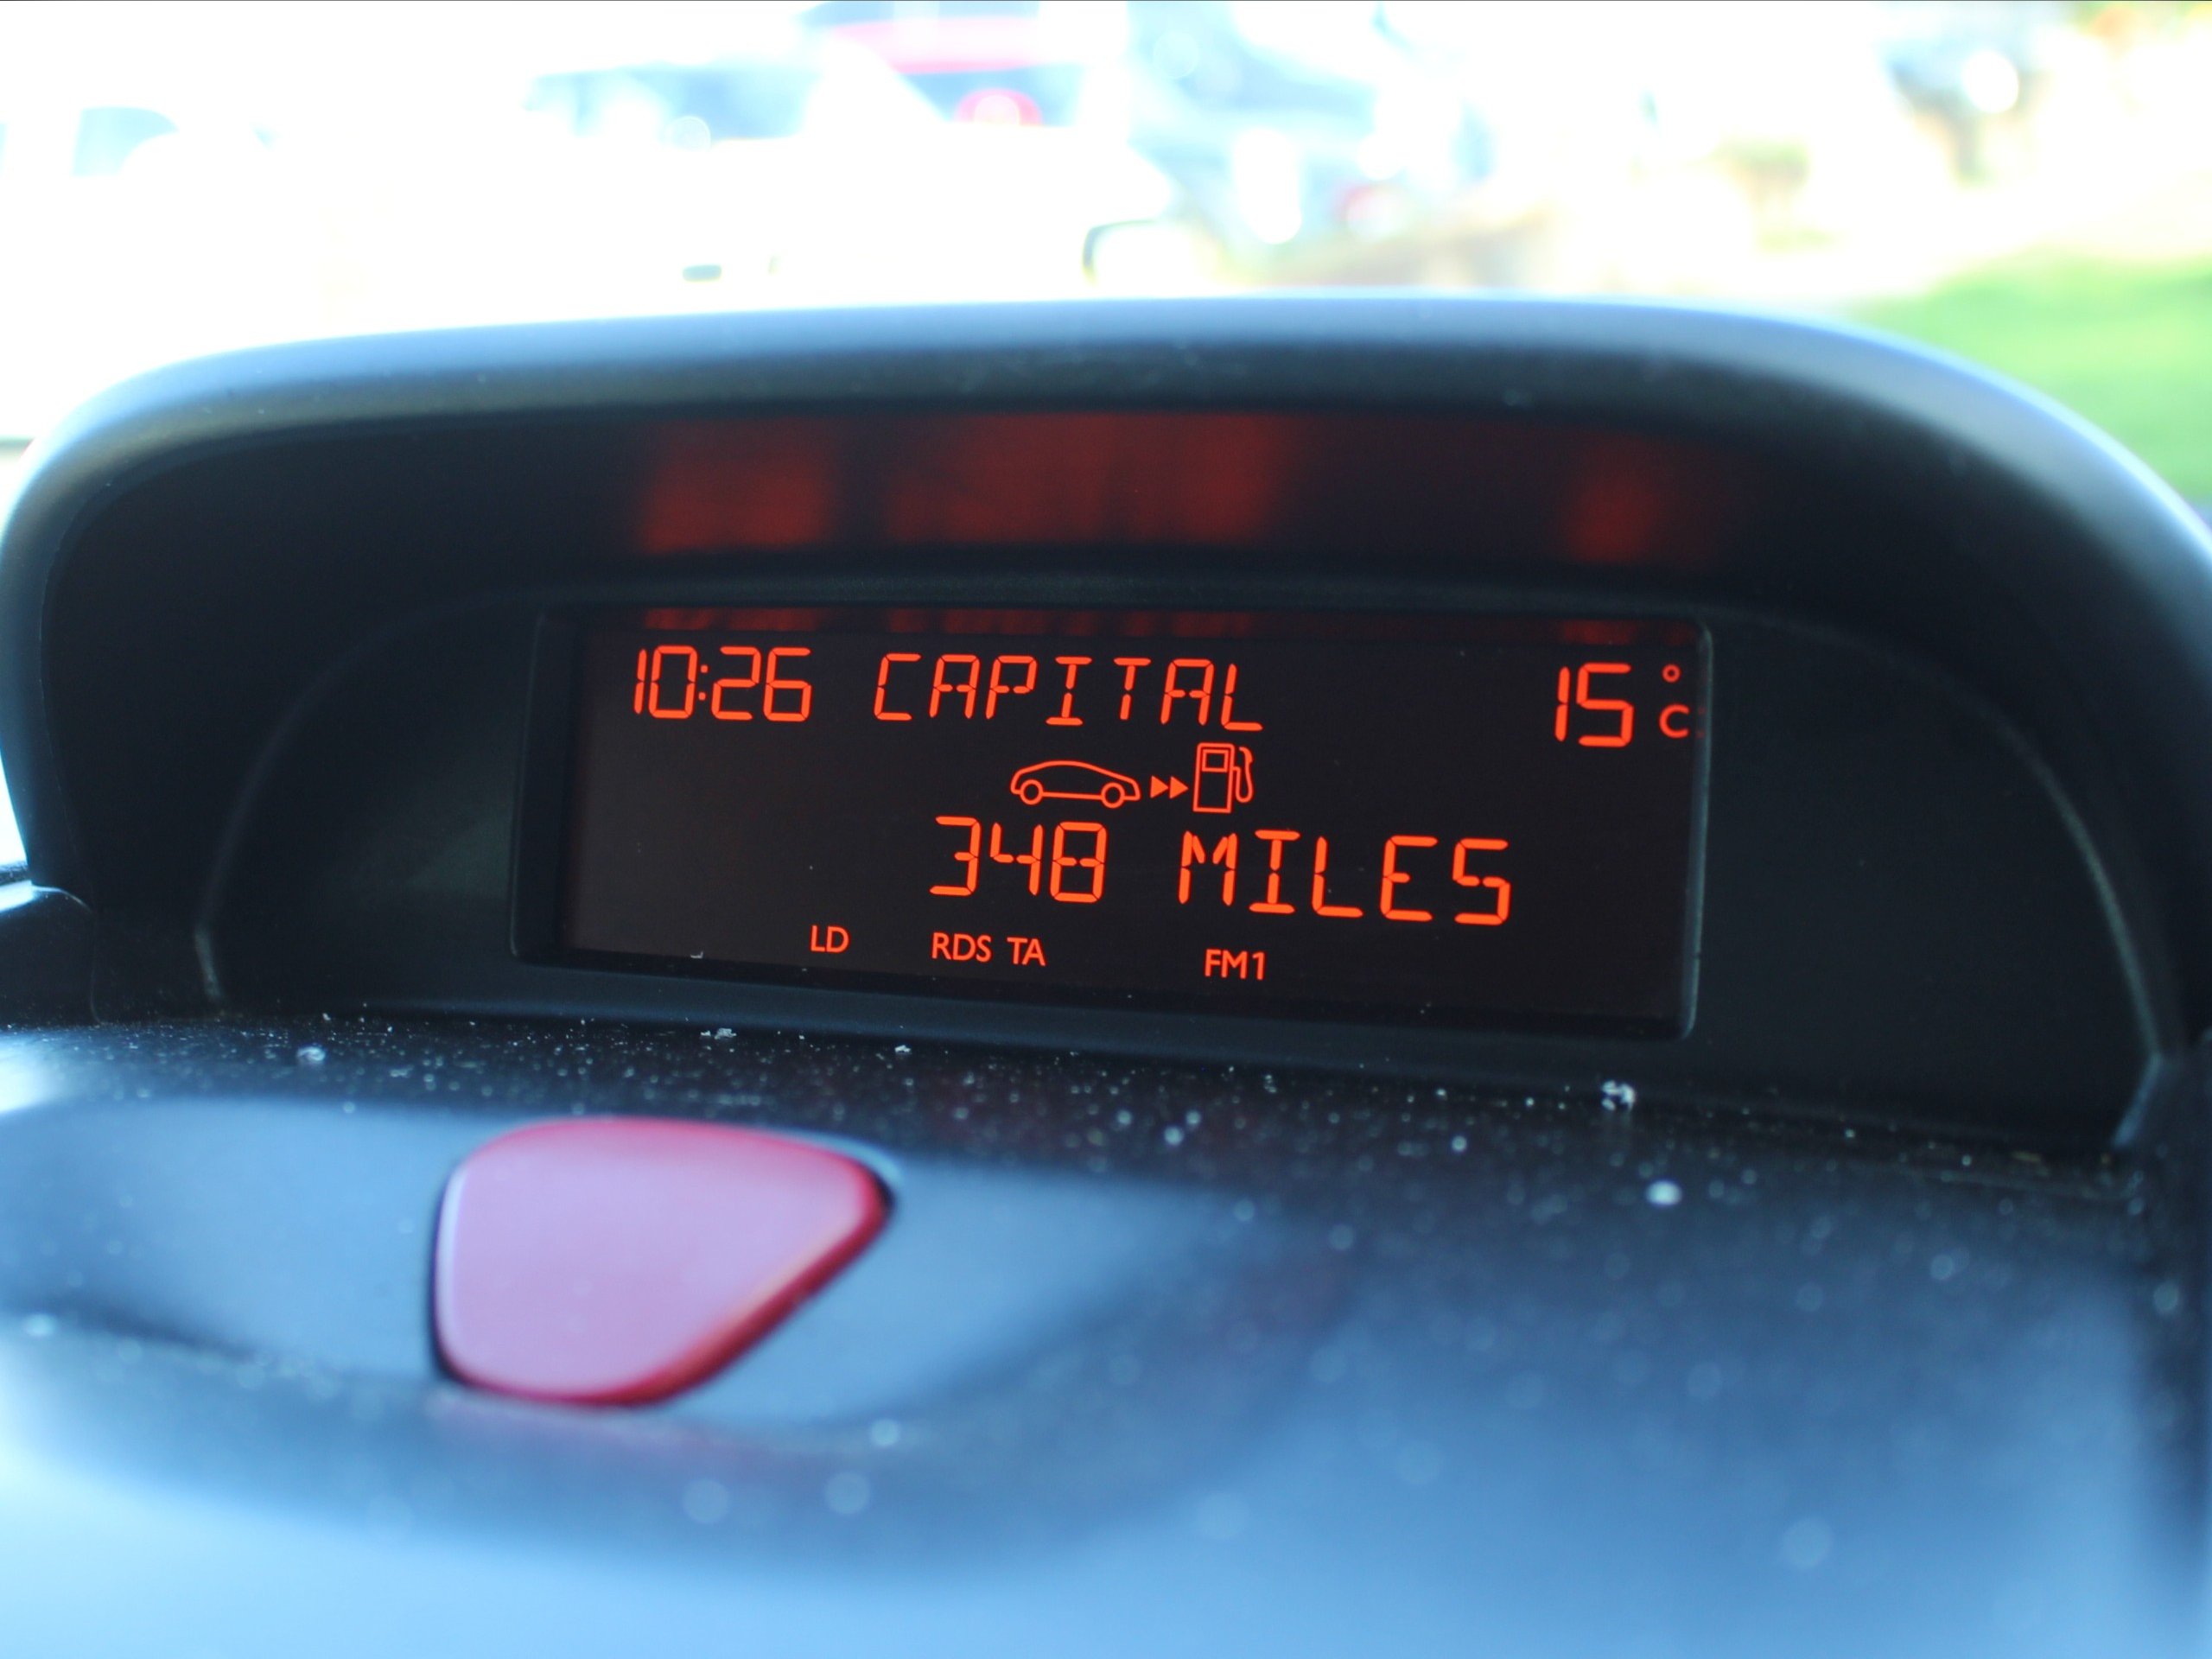 10:26 CAPITAL 15°C
348 MILES
LD RDS TA FM1